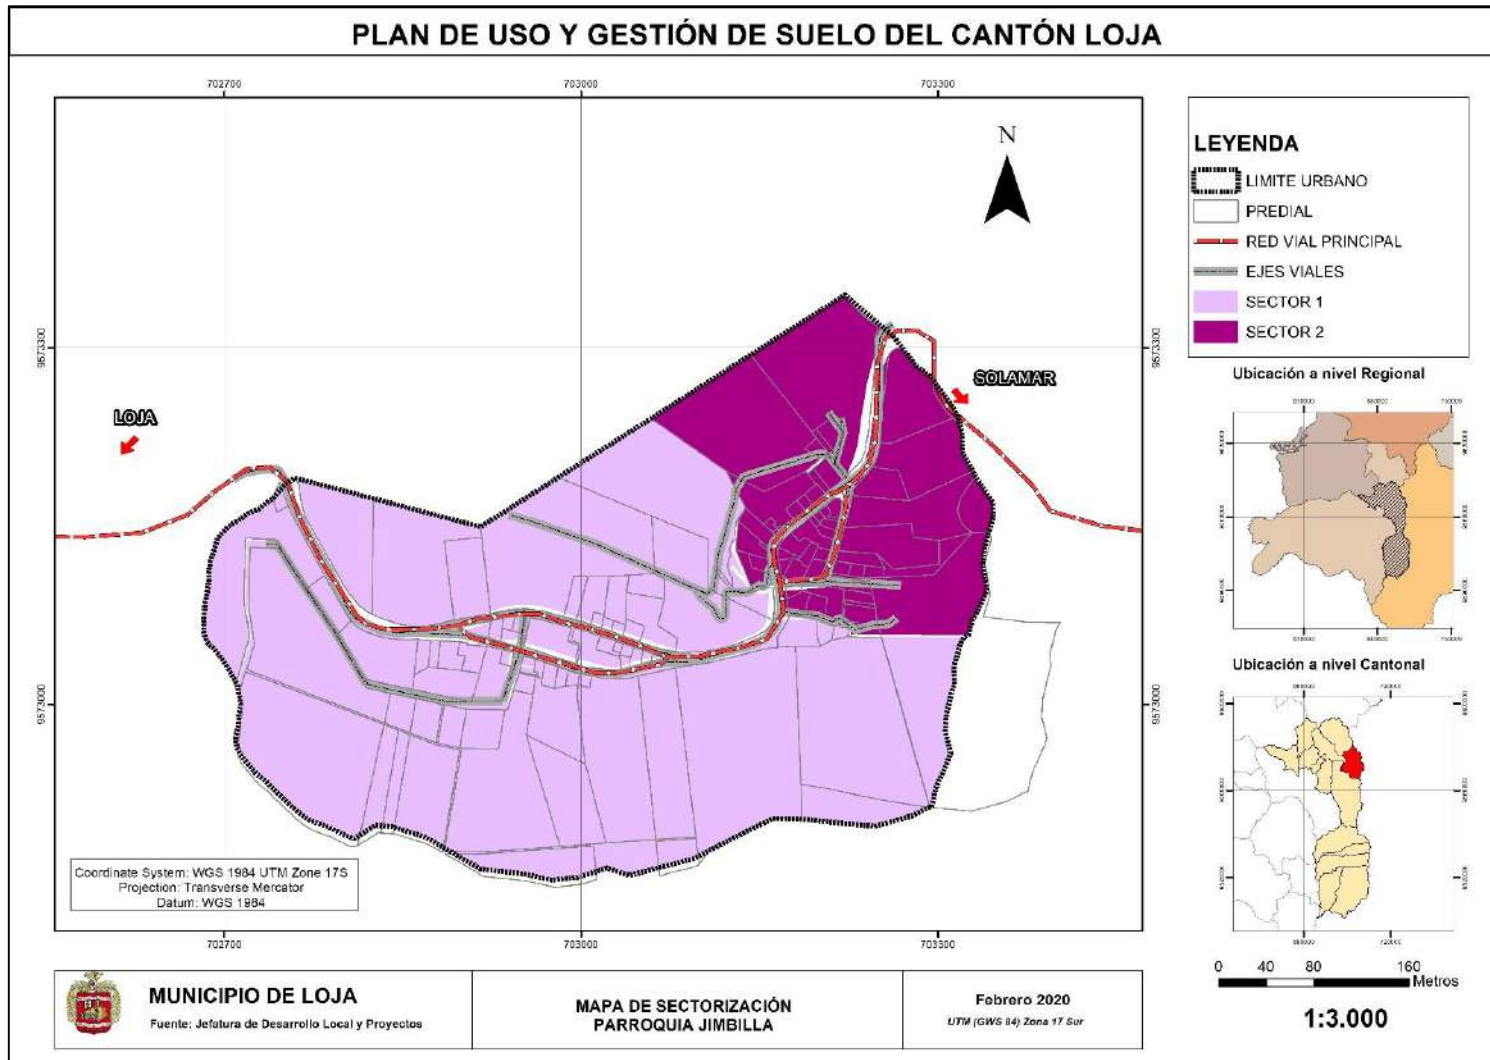 PLAN DE USO Y GESTIÓN DE SUELO DEL CANTÓN LOJA
702700 703000 703300
N
9573300
9573300
LOJA
SOLAMAR
9573000
9573000
Coordinate System: WGS 1984 UTM Zone 17S
Projection: Transverse Mercator
Datum: WGS 1984
702700 703000 703300
LEYENDA
LIMITE URBANO
PREDIAL
RED VIAL PRINCIPAL
EJES VIALES
SECTOR 1
SECTOR 2
Ubicación a nivel Regional
Ubicación a nivel Cantonal
0 40 80 160
Metros
1:3.000
MUNICIPIO DE LOJA
Fuente: Jefatura de Desarrollo Local y Proyectos
MAPA DE SECTORIZACIÓN
PARROQUIA JIMBILLA
Febrero 2020
UTM (GWS 84) Zona 17 Sur